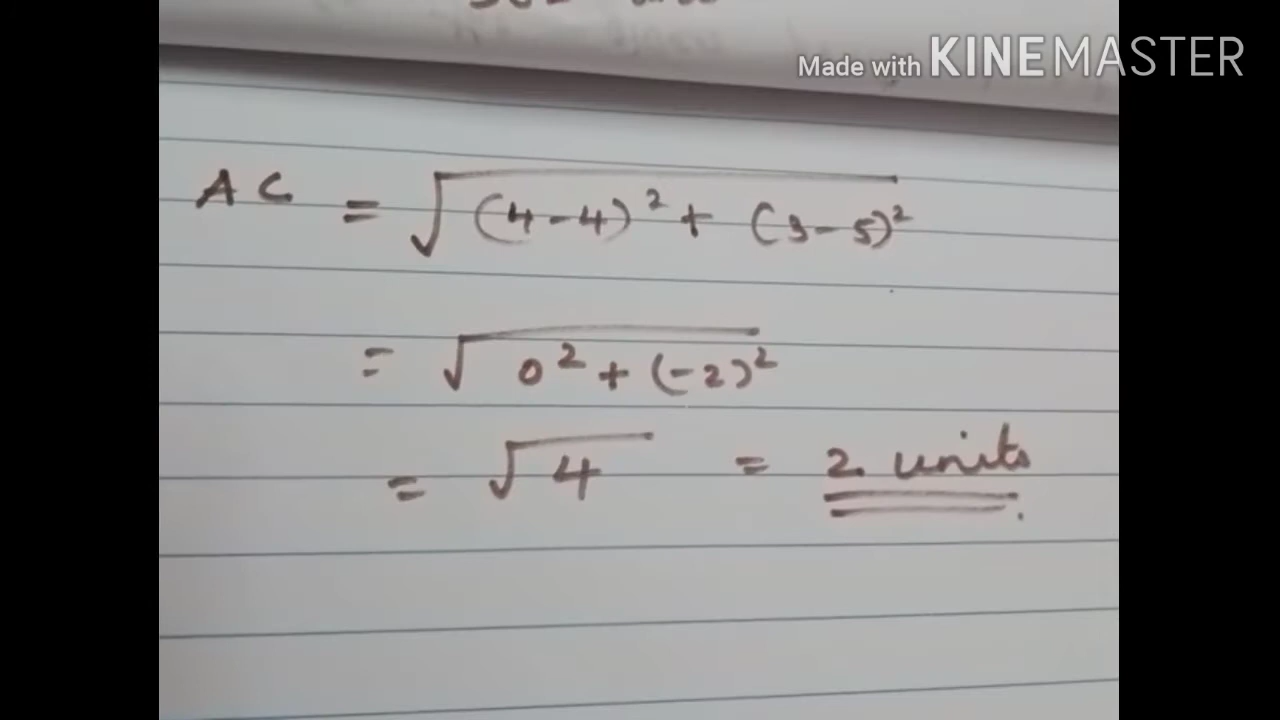 Made with KINEMASTER
AC = √(4-4)² + (3-5)²
= √0² + (-2)²
= √4 = 2 units.